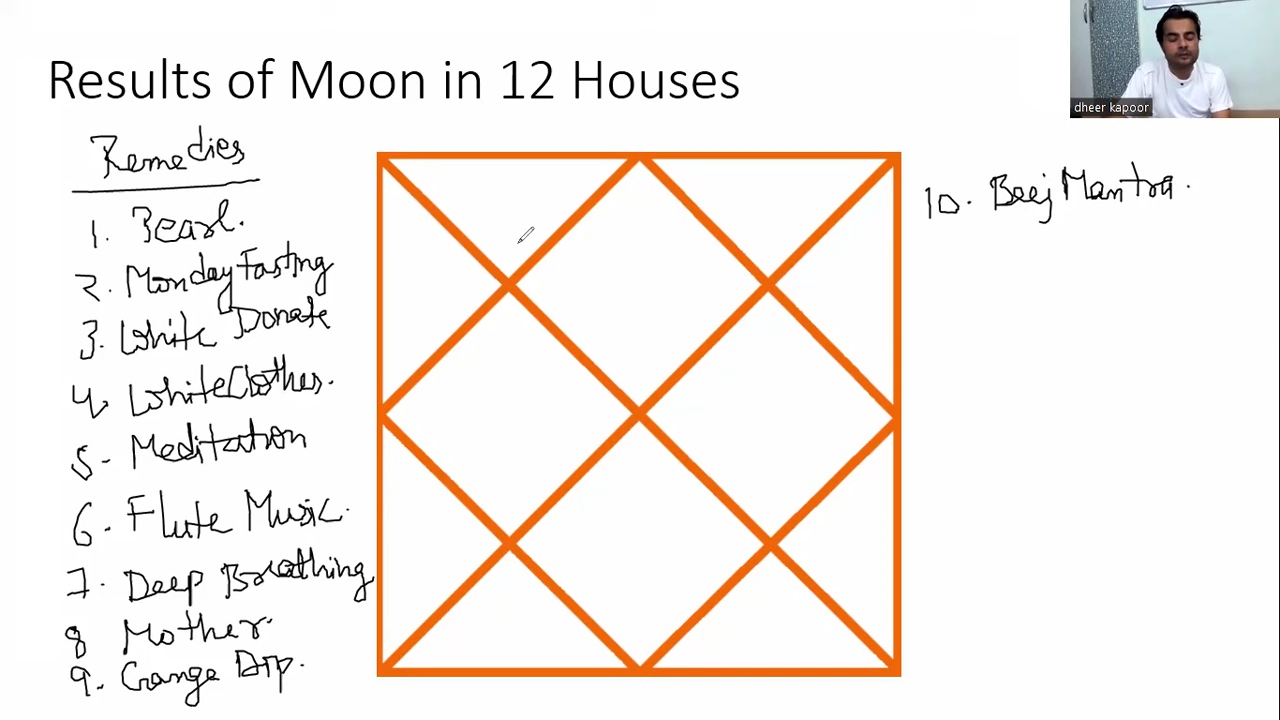 Results of Moon in 12 Houses
dheer kapoor
Remedies
1. Pearl.
2. Monday Fasting
3. White Donate
4. White Clothes.
5. Meditation
6. Flute Music.
7. Deep Breathing
8 Mother.
9. Gange Dip.
10. Beej Mantra.